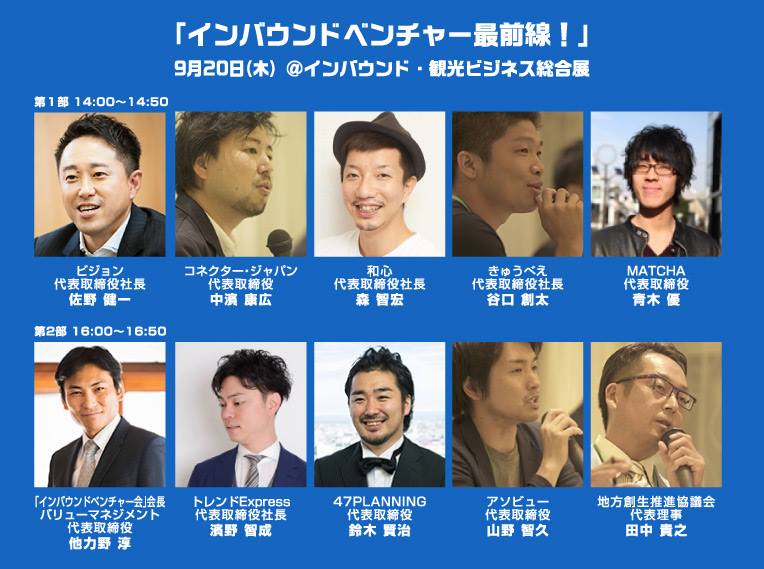 「インバウンドベンチャー最前線！」
9月20日(木) @インバウンド・観光ビジネス総合展
第1部 14:00〜14:50
ビジョン
代表取締役社長
佐野 健一
コネクター・ジャパン
代表取締役
中濱 康広
和心
代表取締役社長
森 智宏
きゅうべえ
代表取締役社長
谷口 創太
MATCHA
代表取締役
青木 優
第2部 16:00〜16:50
「インバウンドベンチャー会」会長
バリューマネジメント
代表取締役
他力野 淳
トレンドExpress
代表取締役社長
濱野 智成
47PLANNING
代表取締役
鈴木 賢治
アソビュー
代表取締役
山野 智久
地方創生推進協議会
代表理事
田中 貴之